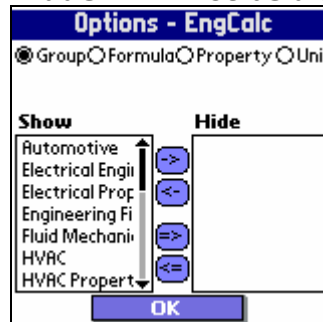 Options - EngCalc
Group Formula Property Uni
Show Hide
Automotive
Electrical Engi
Electrical Prop
Engineering Fi
Fluid Mechani
HVAC
HVAC Propert
->
<-
=>
<=
OK